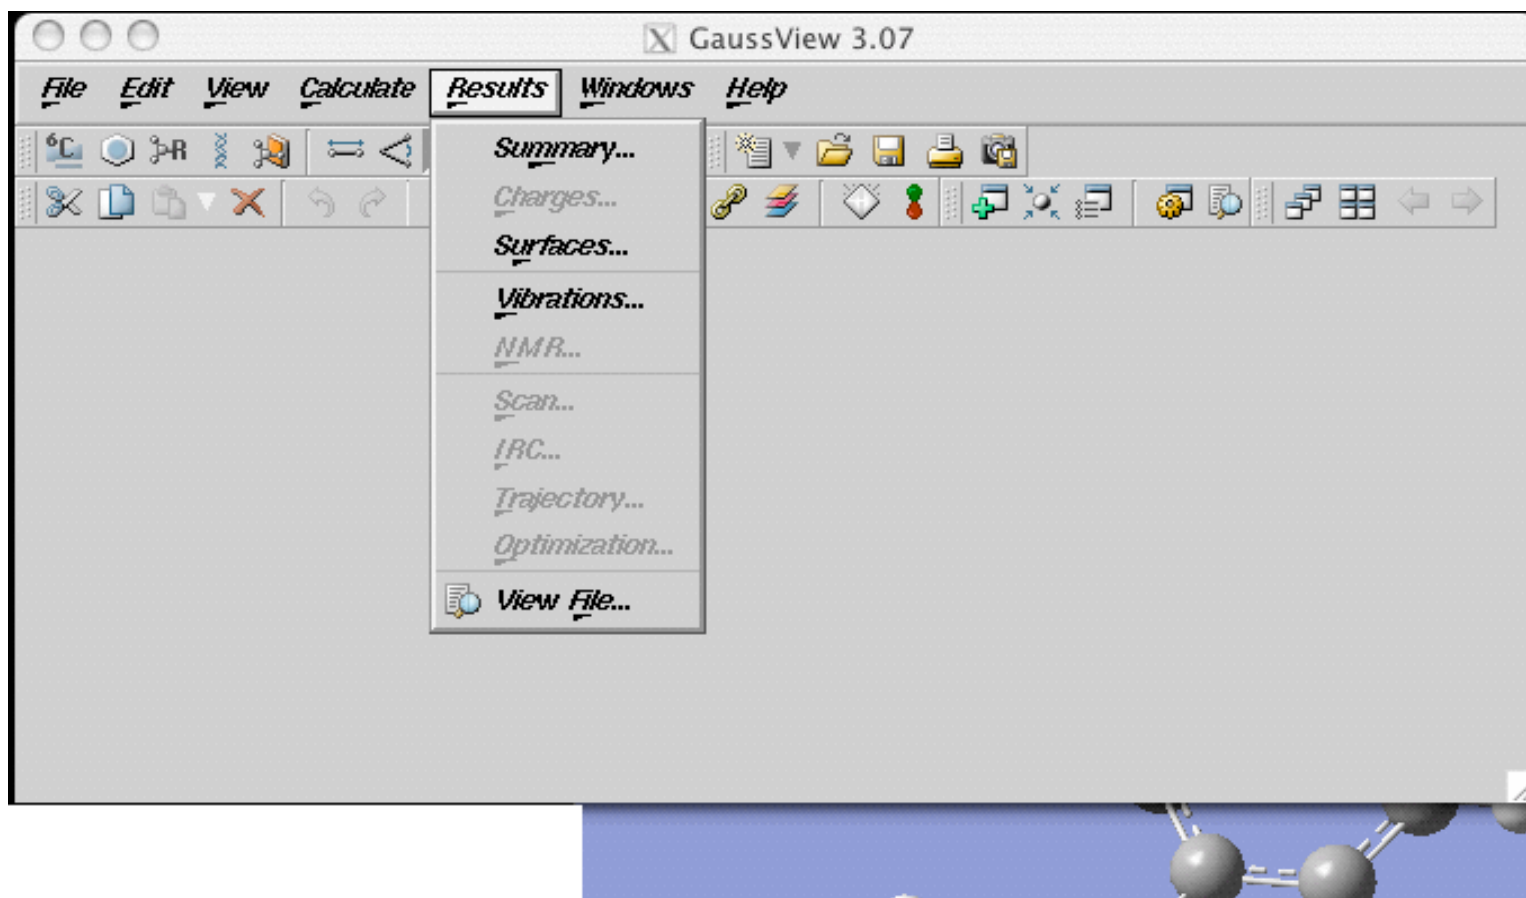 GaussView 3.07
File Edit View Calculate Results Windows Help
6C R
Summary...
Charges...
Surfaces...
Vibrations...
NMR...
Scan...
IRC...
Trajectory...
Optimization...
View File...